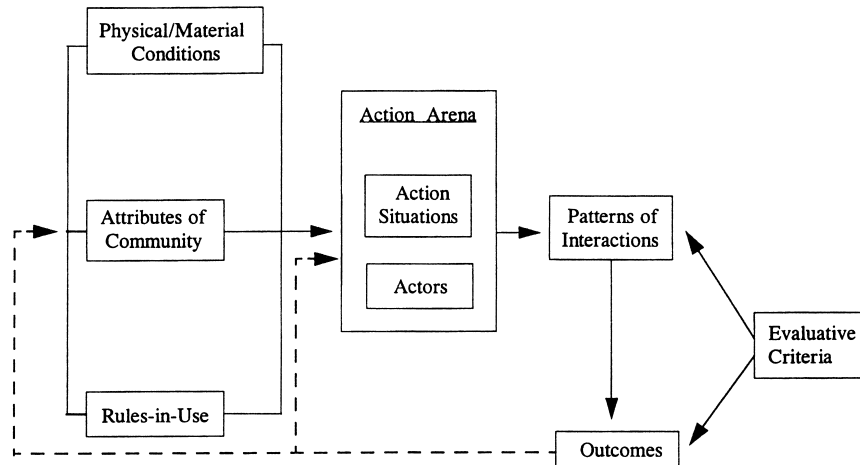 Physical/Material
Conditions
Action Arena
Action
Situations
Attributes of
Community
Patterns of
Interactions
Actors
Evaluative
Criteria
Rules-in-Use
Outcomes